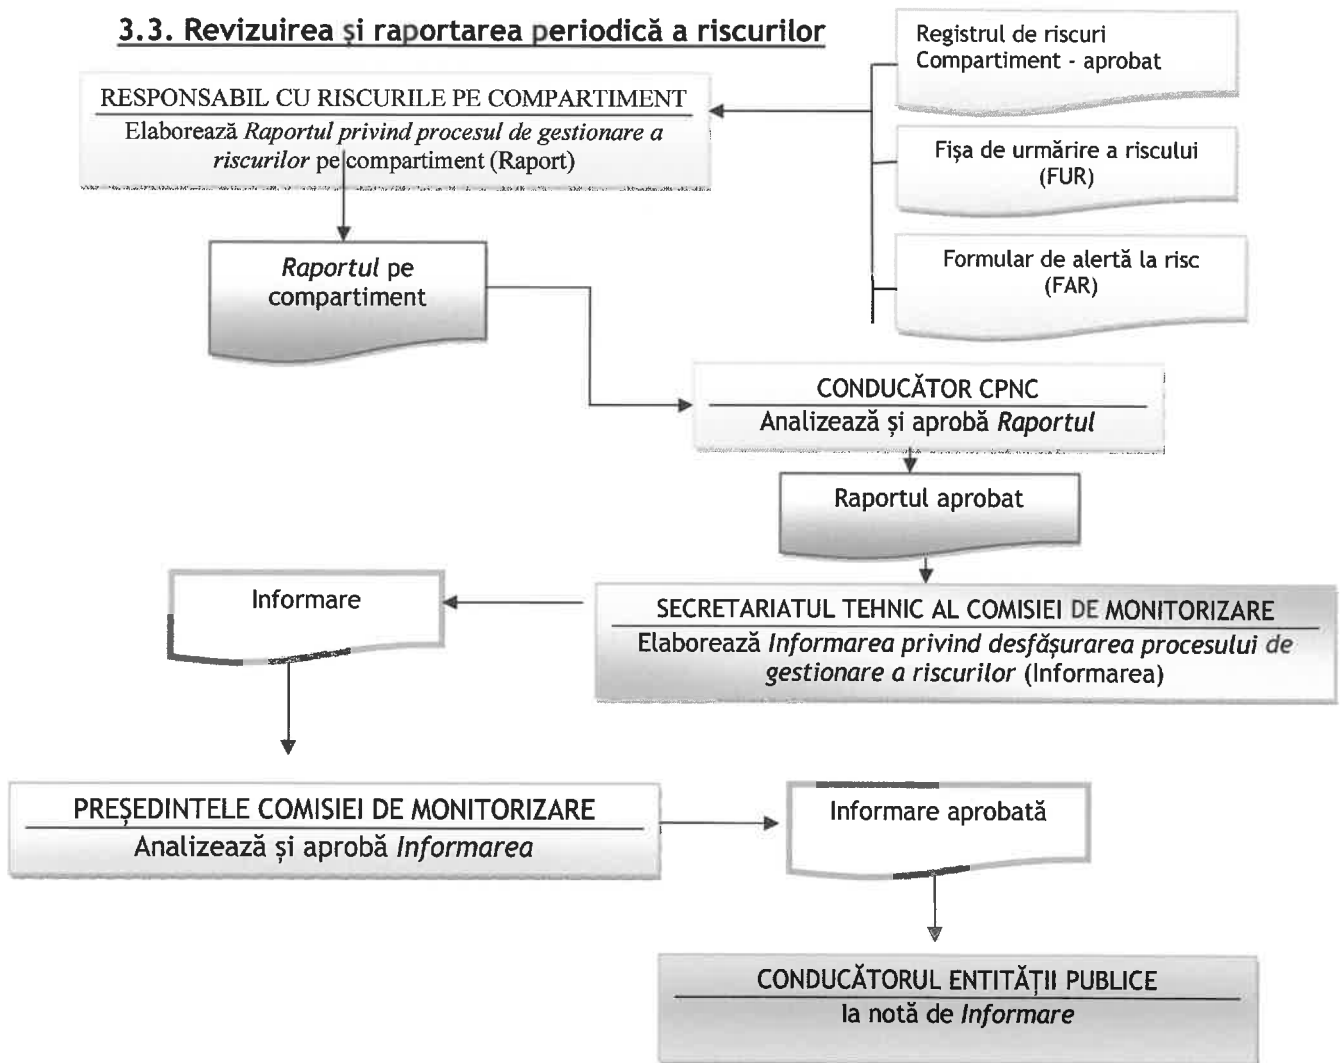 3.3. Revizuirea și raportarea periodică a riscurilor
Registrul de riscuri
Compartiment - aprobat
RESPONSABIL CU RISCURILE PE COMPARTIMENT
Elaborează Raportul privind procesul de gestionare a
riscurilor pe compartiment (Raport)
Fișa de urmărire a riscului
(FUR)
Formular de alertă la risc
(FAR)
Raportul pe
compartiment
CONDUCĂTOR CPNC
Analizează și aprobă Raportul
Raportul aprobat
Informare
SECRETARIATUL TEHNIC AL COMISIEI DE MONITORIZARE
Elaborează Informarea privind desfășurarea procesului de
gestionare a riscurilor (Informarea)
PREȘEDINTELE COMISIEI DE MONITORIZARE
Analizează și aprobă Informarea
Informare aprobată
CONDUCĂTORUL ENTITĂȚII PUBLICE
Ia notă de Informare